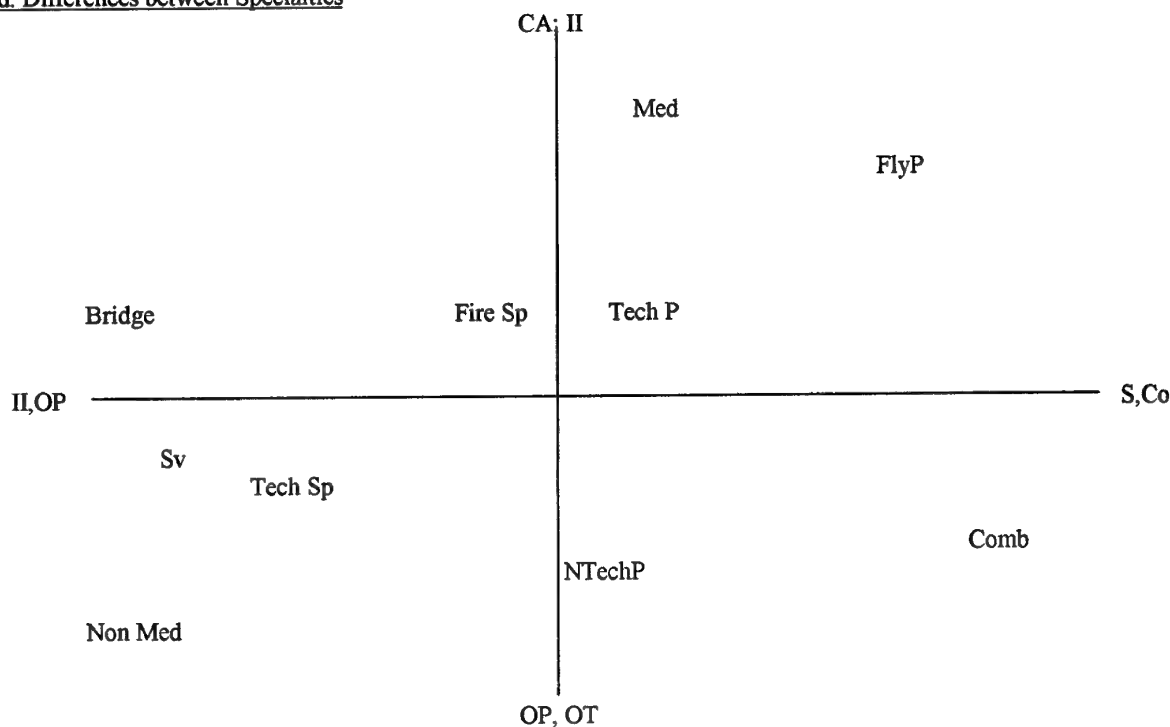 d. Differences between Specialties
CA; II
Med
FlyP
Bridge
Fire Sp
Tech P
II,OP
S,Co
Sv
Tech Sp
Comb
NTechP
Non Med
OP, OT